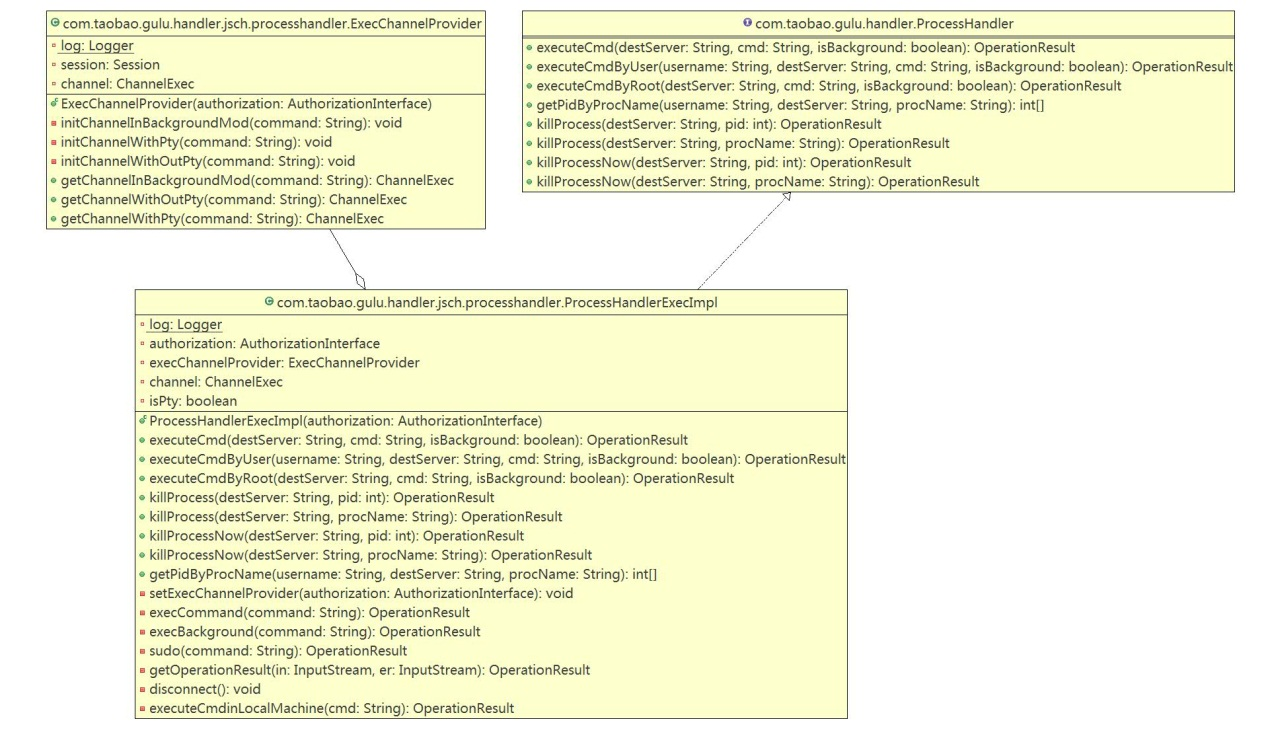 com.taobao.gulu.handler.jsch.processhandler.ExecChannelProvider
log: Logger
session: Session
channel: ChannelExec
ExecChannelProvider(authorization: AuthorizationInterface)
initChannelInBackgroundMod(command: String): void
initChannelWithPty(command: String): void
initChannelWithOutPty(command: String): void
getChannelInBackgroundMod(command: String): ChannelExec
getChannelWithOutPty(command: String): ChannelExec
getChannelWithPty(command: String): ChannelExec
com.taobao.gulu.handler.ProcessHandler
executeCmd(destServer: String, cmd: String, isBackground: boolean): OperationResult
executeCmdByUser(username: String, destServer: String, cmd: String, isBackground: boolean): OperationResult
executeCmdByRoot(destServer: String, cmd: String, isBackground: boolean): OperationResult
getPidByProcName(username: String, destServer: String, procName: String): int[]
killProcess(destServer: String, pid: int): OperationResult
killProcess(destServer: String, procName: String): OperationResult
killProcessNow(destServer: String, pid: int): OperationResult
killProcessNow(destServer: String, procName: String): OperationResult
com.taobao.gulu.handler.jsch.processhandler.ProcessHandlerExecImpl
log: Logger
authorization: AuthorizationInterface
execChannelProvider: ExecChannelProvider
channel: ChannelExec
isPty: boolean
ProcessHandlerExecImpl(authorization: AuthorizationInterface)
executeCmd(destServer: String, cmd: String, isBackground: boolean): OperationResult
executeCmdByUser(username: String, destServer: String, cmd: String, isBackground: boolean): OperationResult
executeCmdByRoot(destServer: String, cmd: String, isBackground: boolean): OperationResult
killProcess(destServer: String, pid: int): OperationResult
killProcess(destServer: String, procName: String): OperationResult
killProcessNow(destServer: String, pid: int): OperationResult
killProcessNow(destServer: String, procName: String): OperationResult
getPidByProcName(username: String, destServer: String, procName: String): int[]
setExecChannelProvider(authorization: AuthorizationInterface): void
execCommand(command: String): OperationResult
execBackground(command: String): OperationResult
sudo(command: String): OperationResult
getOperationResult(in: InputStream, er: InputStream): OperationResult
disconnect(): void
executeCmdinLocalMachine(cmd: String): OperationResult